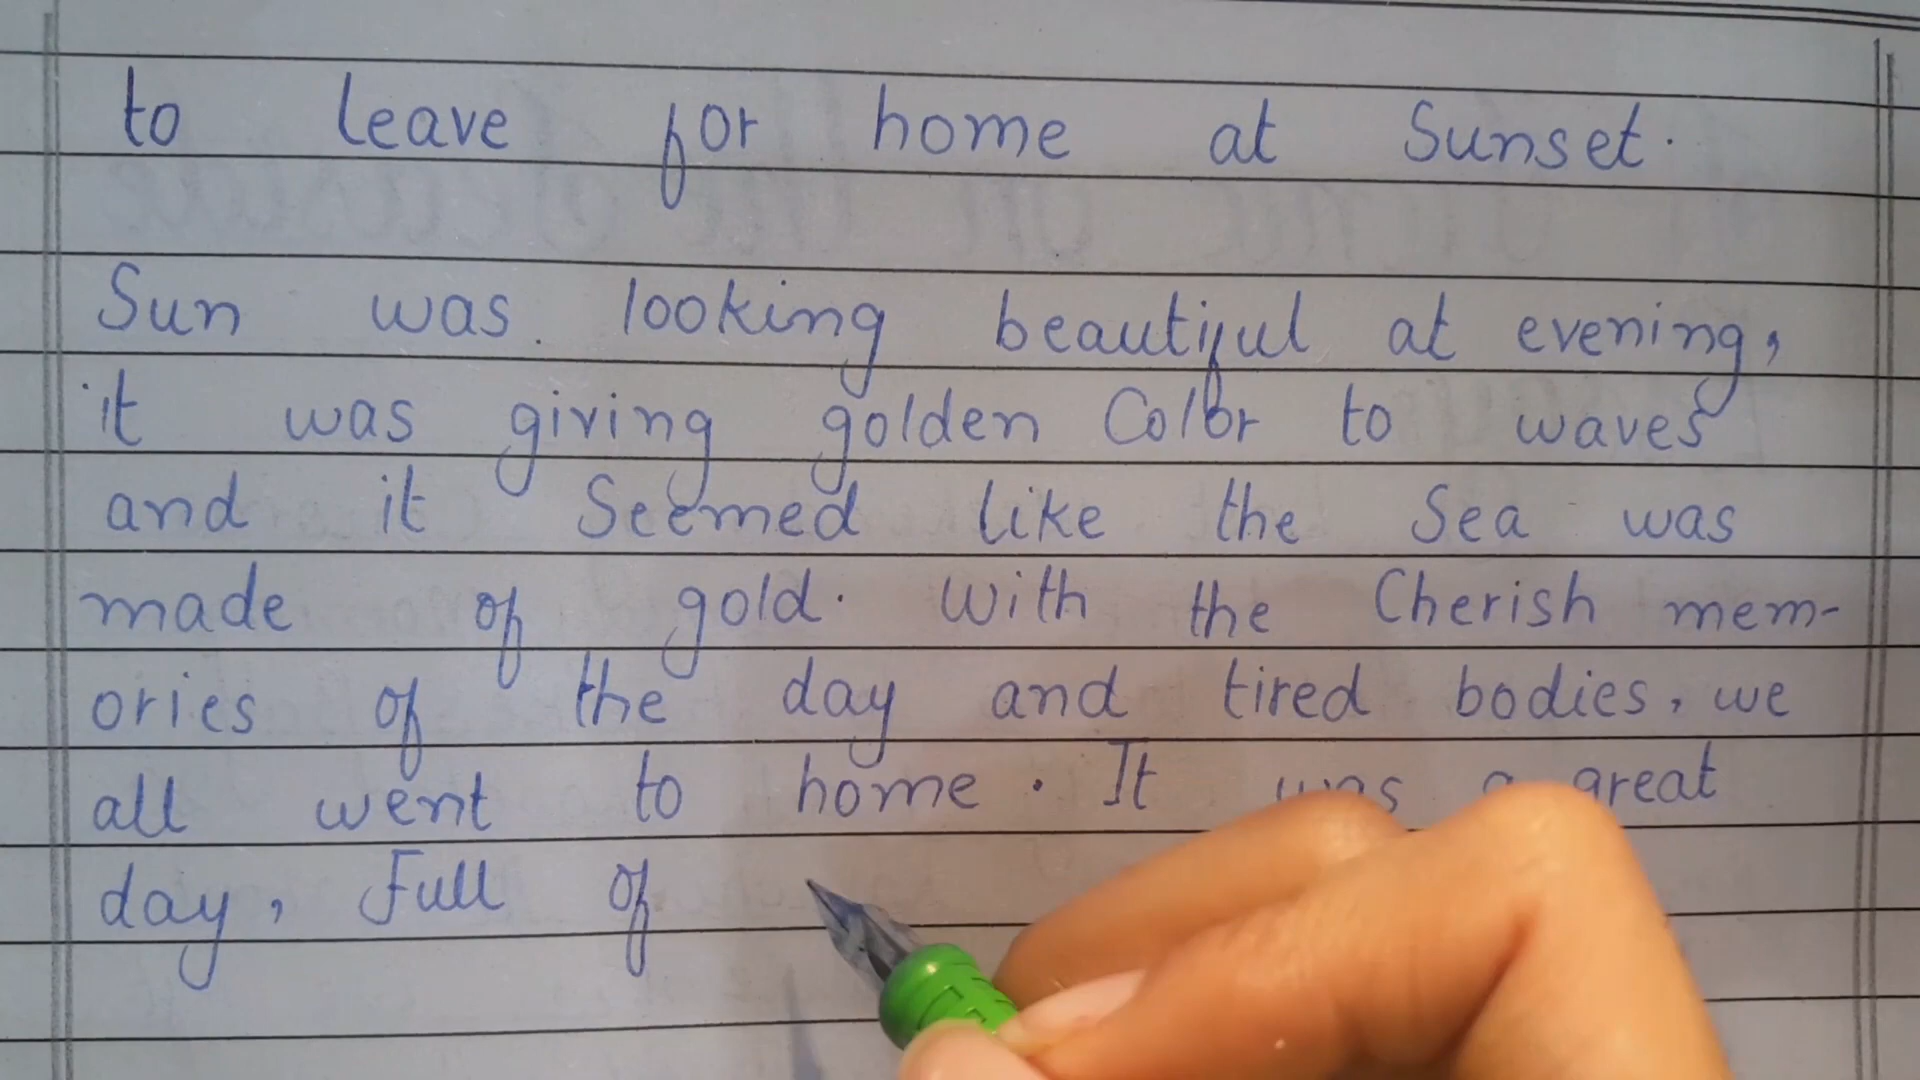 to leave for home at Sunset.
Sun was looking beautiful at evening,
it was giving golden Color to waves
and it Seemed like the Sea was
made of gold. With the Cherish mem-
ories of the day and tired bodies, we
all went to home. It was a great
day, Full of